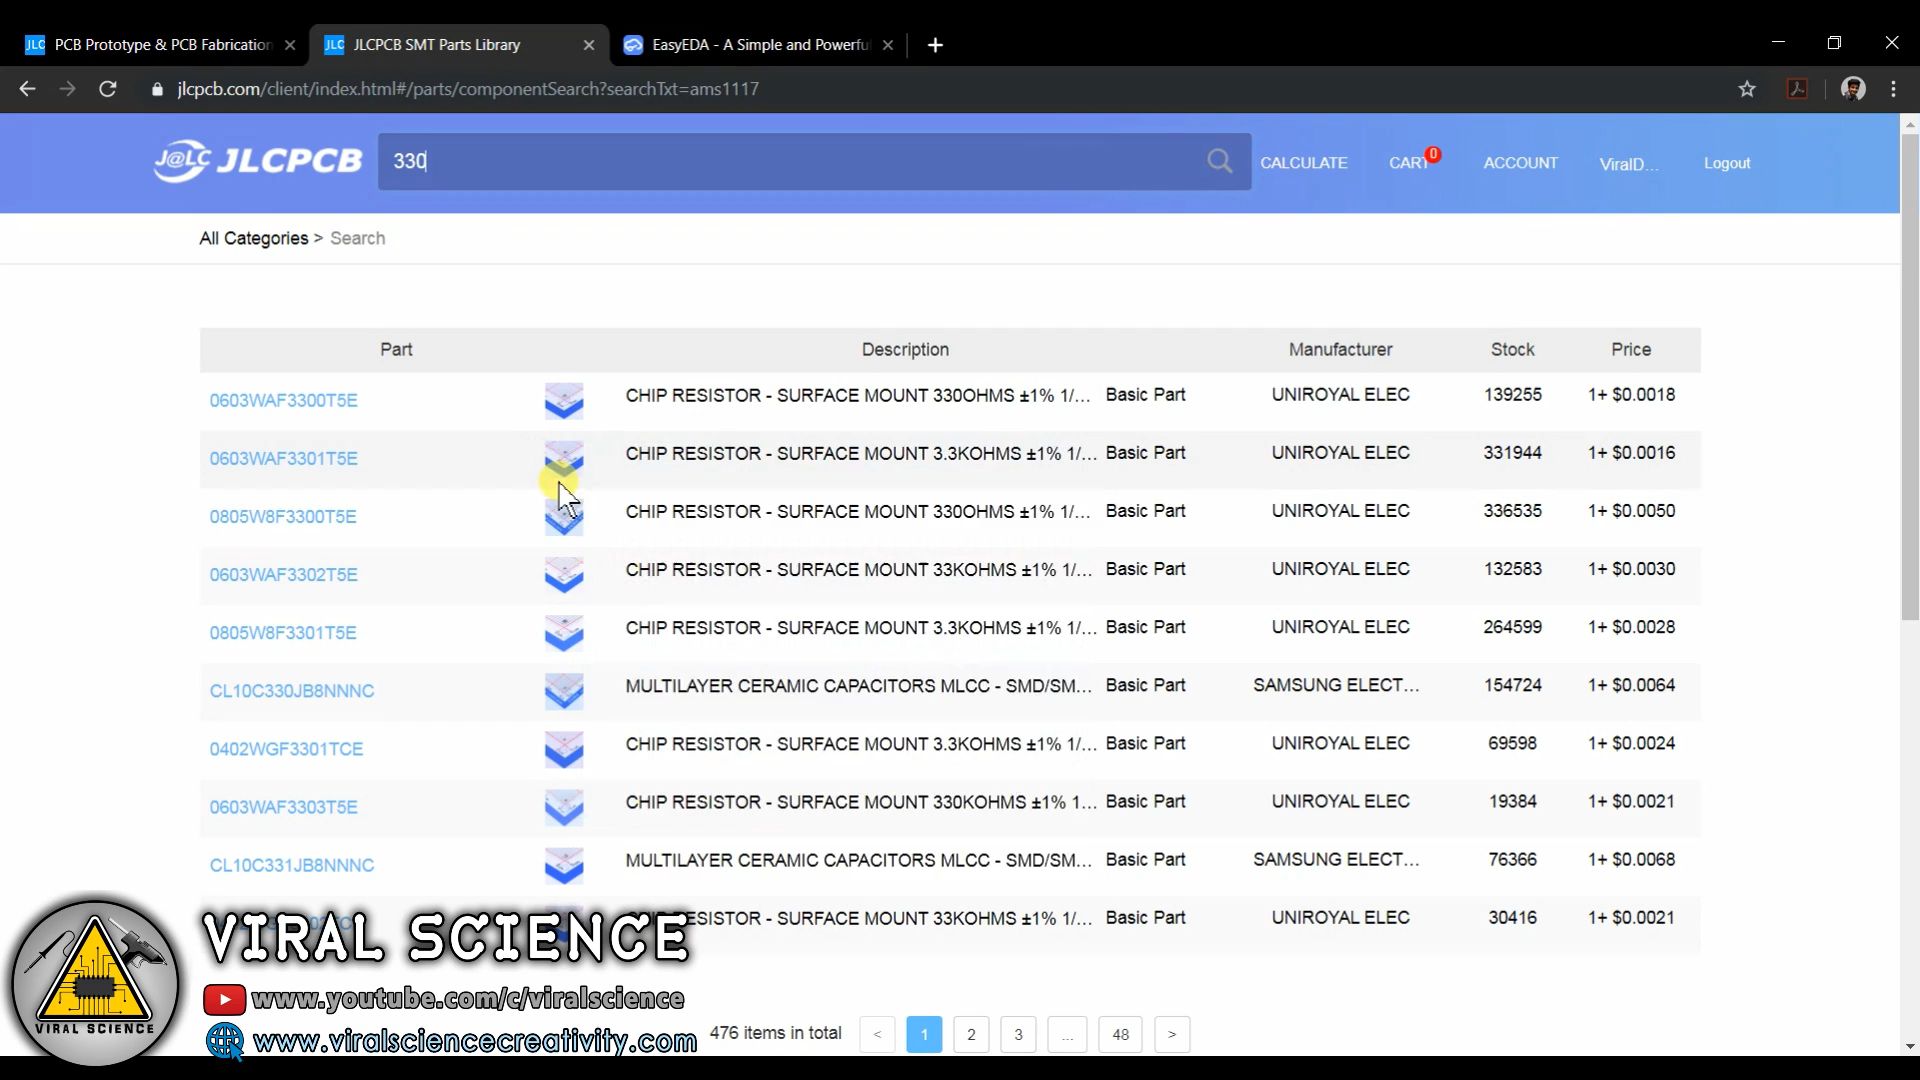 JLC PCB Prototype & PCB Fabrication
JLC JLCPCB SMT Parts Library
EasyEDA - A Simple and Powerfu
jlcpcb.com/client/index.html#/parts/componentSearch?searchTxt=ams1117
J@LC JLCPCB
330
CALCULATE
CART 0
ACCOUNT
ViralD...
Logout
All Categories > Search
Part Description Manufacturer Stock Price
0603WAF3300T5E CHIP RESISTOR - SURFACE MOUNT 330OHMS ±1% 1/... Basic Part UNIROYAL ELEC 139255 1+ $0.0018
0603WAF3301T5E CHIP RESISTOR - SURFACE MOUNT 3.3KOHMS ±1% 1/... Basic Part UNIROYAL ELEC 331944 1+ $0.0016
0805W8F3300T5E CHIP RESISTOR - SURFACE MOUNT 330OHMS ±1% 1/... Basic Part UNIROYAL ELEC 336535 1+ $0.0050
0603WAF3302T5E CHIP RESISTOR - SURFACE MOUNT 33KOHMS ±1% 1/... Basic Part UNIROYAL ELEC 132583 1+ $0.0030
0805W8F3301T5E CHIP RESISTOR - SURFACE MOUNT 3.3KOHMS ±1% 1/... Basic Part UNIROYAL ELEC 264599 1+ $0.0028
CL10C330JB8NNNC MULTILAYER CERAMIC CAPACITORS MLCC - SMD/SM... Basic Part SAMSUNG ELECT... 154724 1+ $0.0064
0402WGF3301TCE CHIP RESISTOR - SURFACE MOUNT 3.3KOHMS ±1% 1/... Basic Part UNIROYAL ELEC 69598 1+ $0.0024
0603WAF3303T5E CHIP RESISTOR - SURFACE MOUNT 330KOHMS ±1% 1... Basic Part UNIROYAL ELEC 19384 1+ $0.0021
CL10C331JB8NNNC MULTILAYER CERAMIC CAPACITORS MLCC - SMD/SM... Basic Part SAMSUNG ELECT... 76366 1+ $0.0068
RESISTOR - SURFACE MOUNT 33KOHMS ±1% 1/... Basic Part UNIROYAL ELEC 30416 1+ $0.0021
VIRAL SCIENCE
VIRAL SCIENCE
www.youtube.com/c/viralscience
www.viralsciencecreativity.com
476 items in total < 1 2 3 ... 48 >